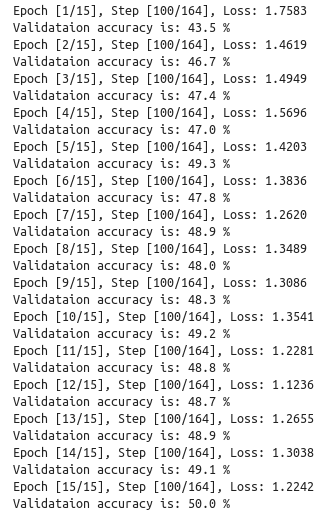 Epoch [1/15], Step [100/164], Loss: 1.7583
Validataion accuracy is: 43.5 %
Epoch [2/15], Step [100/164], Loss: 1.4619
Validataion accuracy is: 46.7 %
Epoch [3/15], Step [100/164], Loss: 1.4949
Validataion accuracy is: 47.4 %
Epoch [4/15], Step [100/164], Loss: 1.5696
Validataion accuracy is: 47.0 %
Epoch [5/15], Step [100/164], Loss: 1.4203
Validataion accuracy is: 49.3 %
Epoch [6/15], Step [100/164], Loss: 1.3836
Validataion accuracy is: 47.8 %
Epoch [7/15], Step [100/164], Loss: 1.2620
Validataion accuracy is: 48.9 %
Epoch [8/15], Step [100/164], Loss: 1.3489
Validataion accuracy is: 48.0 %
Epoch [9/15], Step [100/164], Loss: 1.3086
Validataion accuracy is: 48.3 %
Epoch [10/15], Step [100/164], Loss: 1.3541
Validataion accuracy is: 49.2 %
Epoch [11/15], Step [100/164], Loss: 1.2281
Validataion accuracy is: 48.8 %
Epoch [12/15], Step [100/164], Loss: 1.1236
Validataion accuracy is: 48.7 %
Epoch [13/15], Step [100/164], Loss: 1.2655
Validataion accuracy is: 48.9 %
Epoch [14/15], Step [100/164], Loss: 1.3038
Validataion accuracy is: 49.1 %
Epoch [15/15], Step [100/164], Loss: 1.2242
Validataion accuracy is: 50.0 %